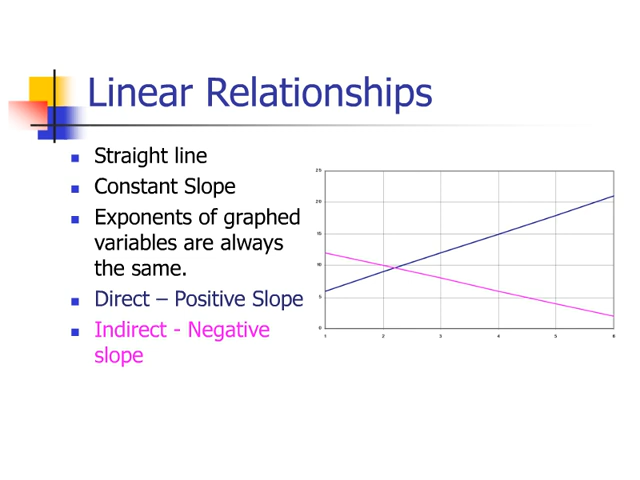 Linear Relationships
Straight line
Constant Slope
Exponents of graphed
variables are always
the same.
Direct – Positive Slope
Indirect - Negative
slope
25
20
15
10
5
0
1 2 3 4 5 6